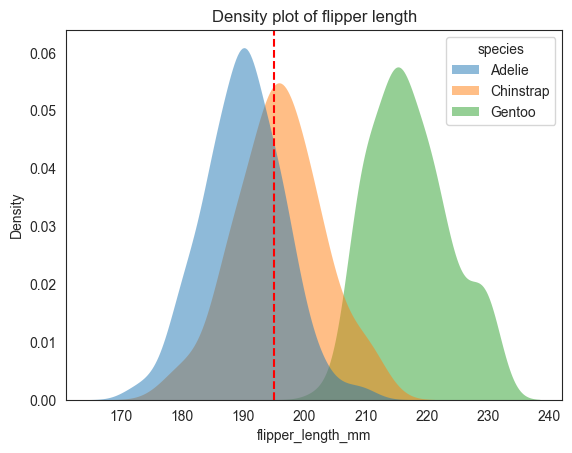 Density plot of flipper length
species
Adelie
Chinstrap
Gentoo
Density
0.06
0.05
0.04
0.03
0.02
0.01
0.00
170 180 190 200 210 220 230 240
flipper_length_mm